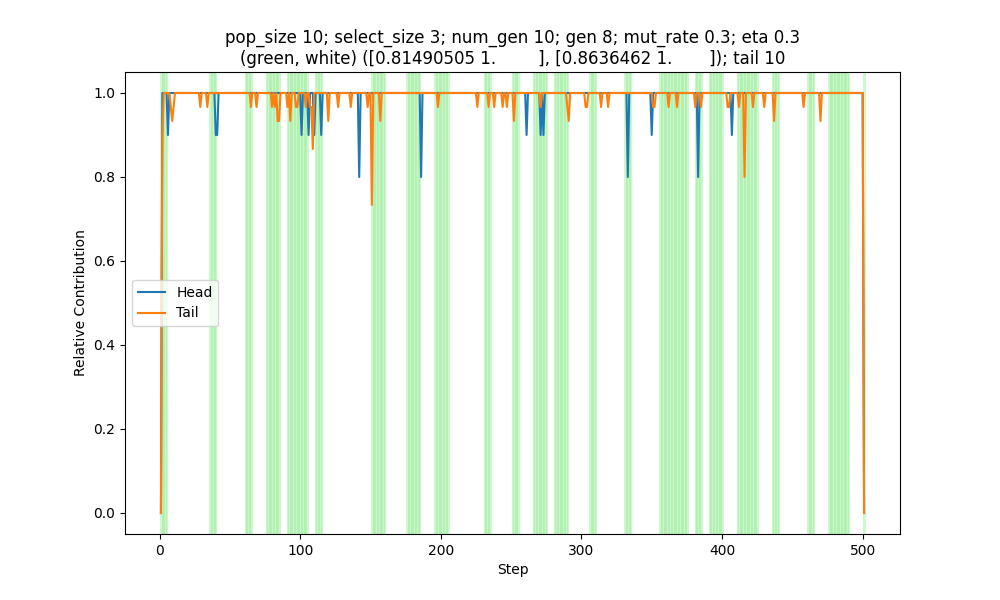 pop_size 10; select_size 3; num_gen 10; gen 8; mut_rate 0.3; eta 0.3
(green, white) ([0.81490505 1.        ], [0.8636462 1.        ]); tail 10
1.0
0.8
0.6
0.4
0.2
0.0
Relative Contribution
Head
Tail
0 100 200 300 400 500
Step